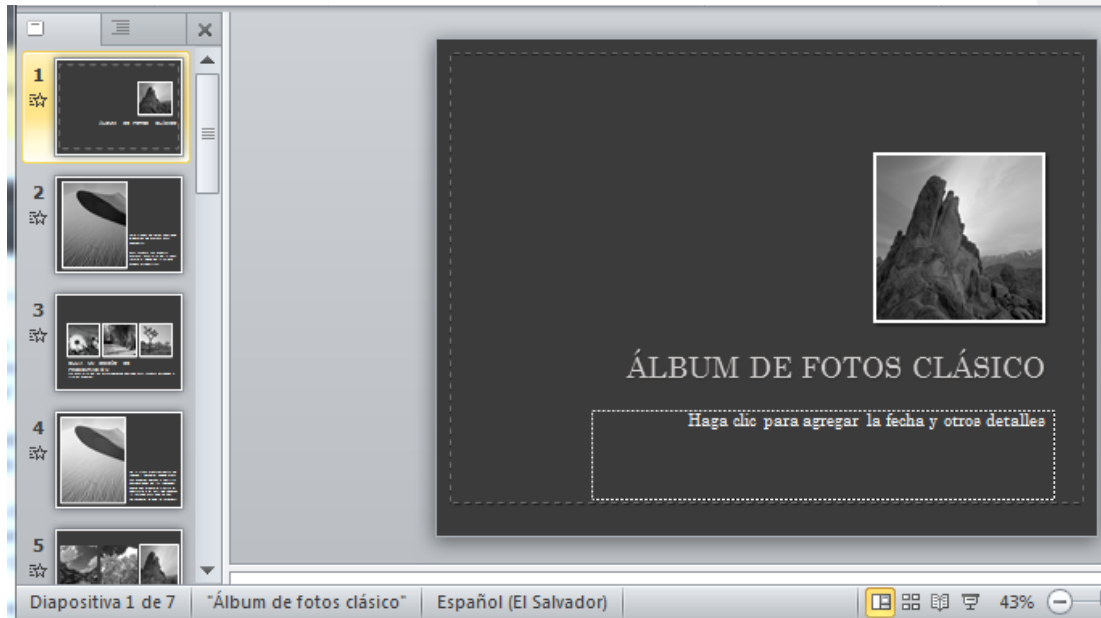 1
2
3
4
5
ÁLBUM DE FOTOS CLÁSICO
Haga clic para agregar la fecha y otros detalles
Diapositiva 1 de 7
"Álbum de fotos clásico"
Español (El Salvador)
43%